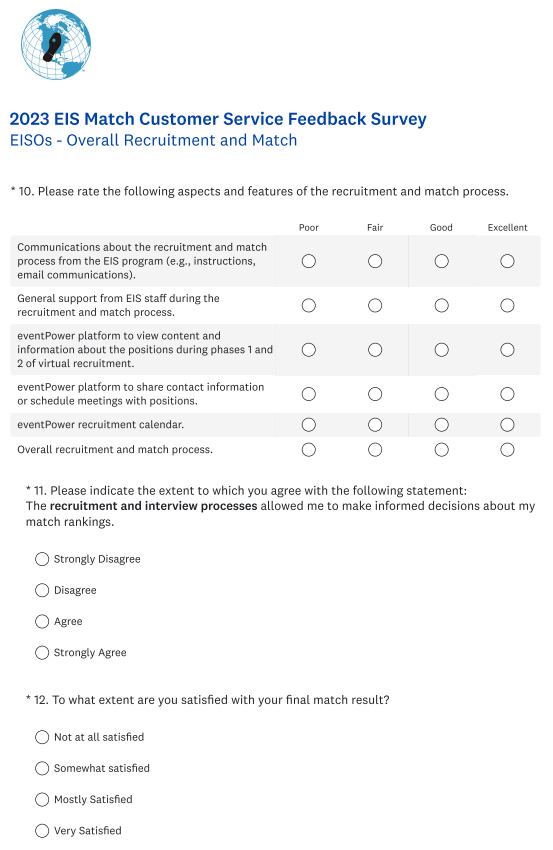 2023 EIS Match Customer Service Feedback Survey
EISOs - Overall Recruitment and Match
* 10. Please rate the following aspects and features of the recruitment and match process.
Poor Fair Good Excellent
Communications about the recruitment and match
process from the EIS program (e.g., instructions,
email communications).
General support from EIS staff during the
recruitment and match process.
eventPower platform to view content and
information about the positions during phases 1 and
2 of virtual recruitment.
eventPower platform to share contact information
or schedule meetings with positions.
eventPower recruitment calendar.
Overall recruitment and match process.
* 11. Please indicate the extent to which you agree with the following statement:
The recruitment and interview processes allowed me to make informed decisions about my
match rankings.
Strongly Disagree
Disagree
Agree
Strongly Agree
* 12. To what extent are you satisfied with your final match result?
Not at all satisfied
Somewhat satisfied
Mostly Satisfied
Very Satisfied